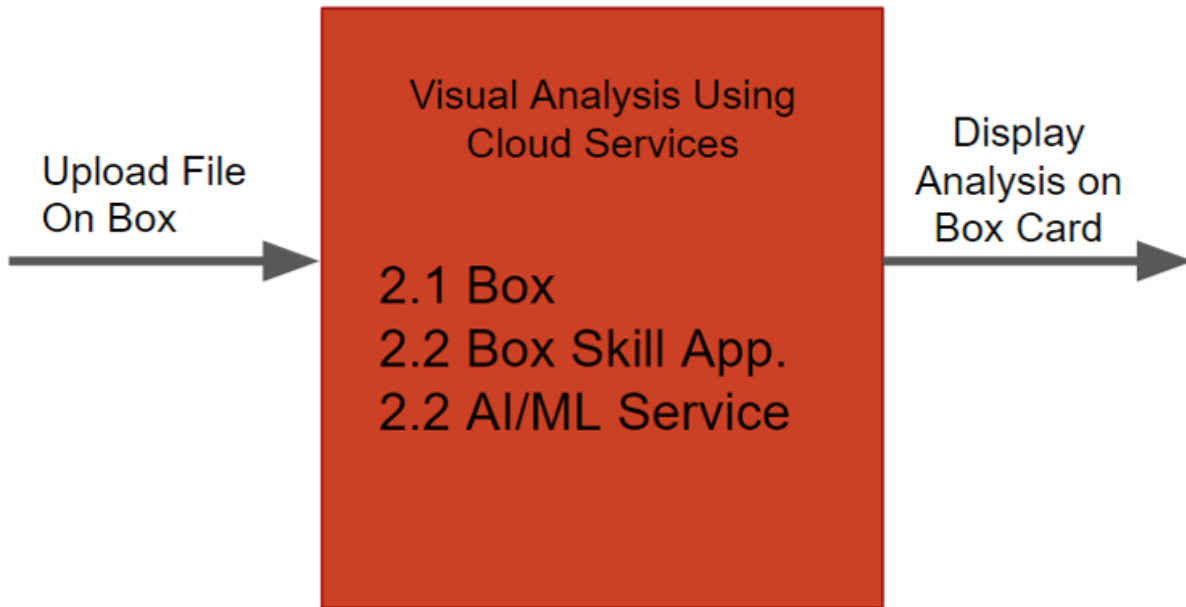 Upload File
On Box
Visual Analysis Using
Cloud Services
2.1 Box
2.2 Box Skill App.
2.2 AI/ML Service
Display
Analysis on
Box Card